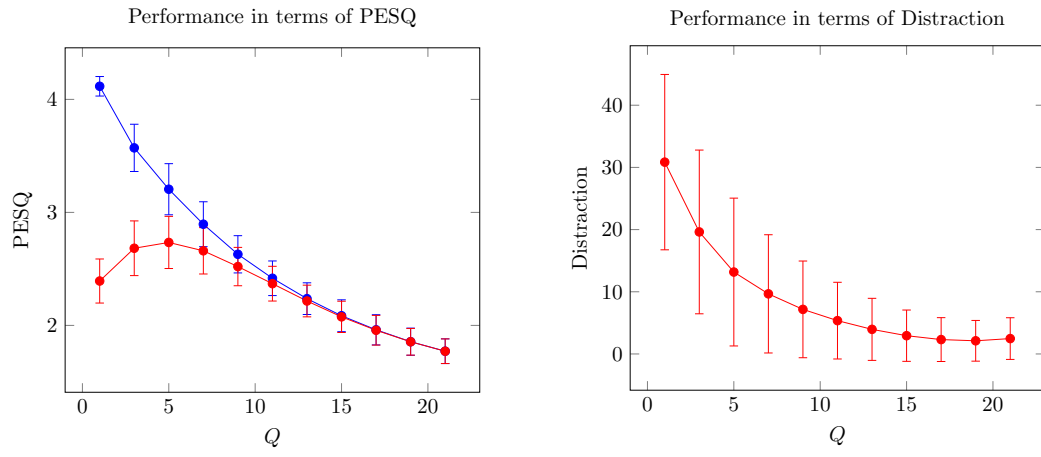 Performance in terms of PESQ
4
3
2
PESQ
0 5 10 15 20
Q
Performance in terms of Distraction
40
30
20
10
0
Distraction
0 5 10 15 20
Q